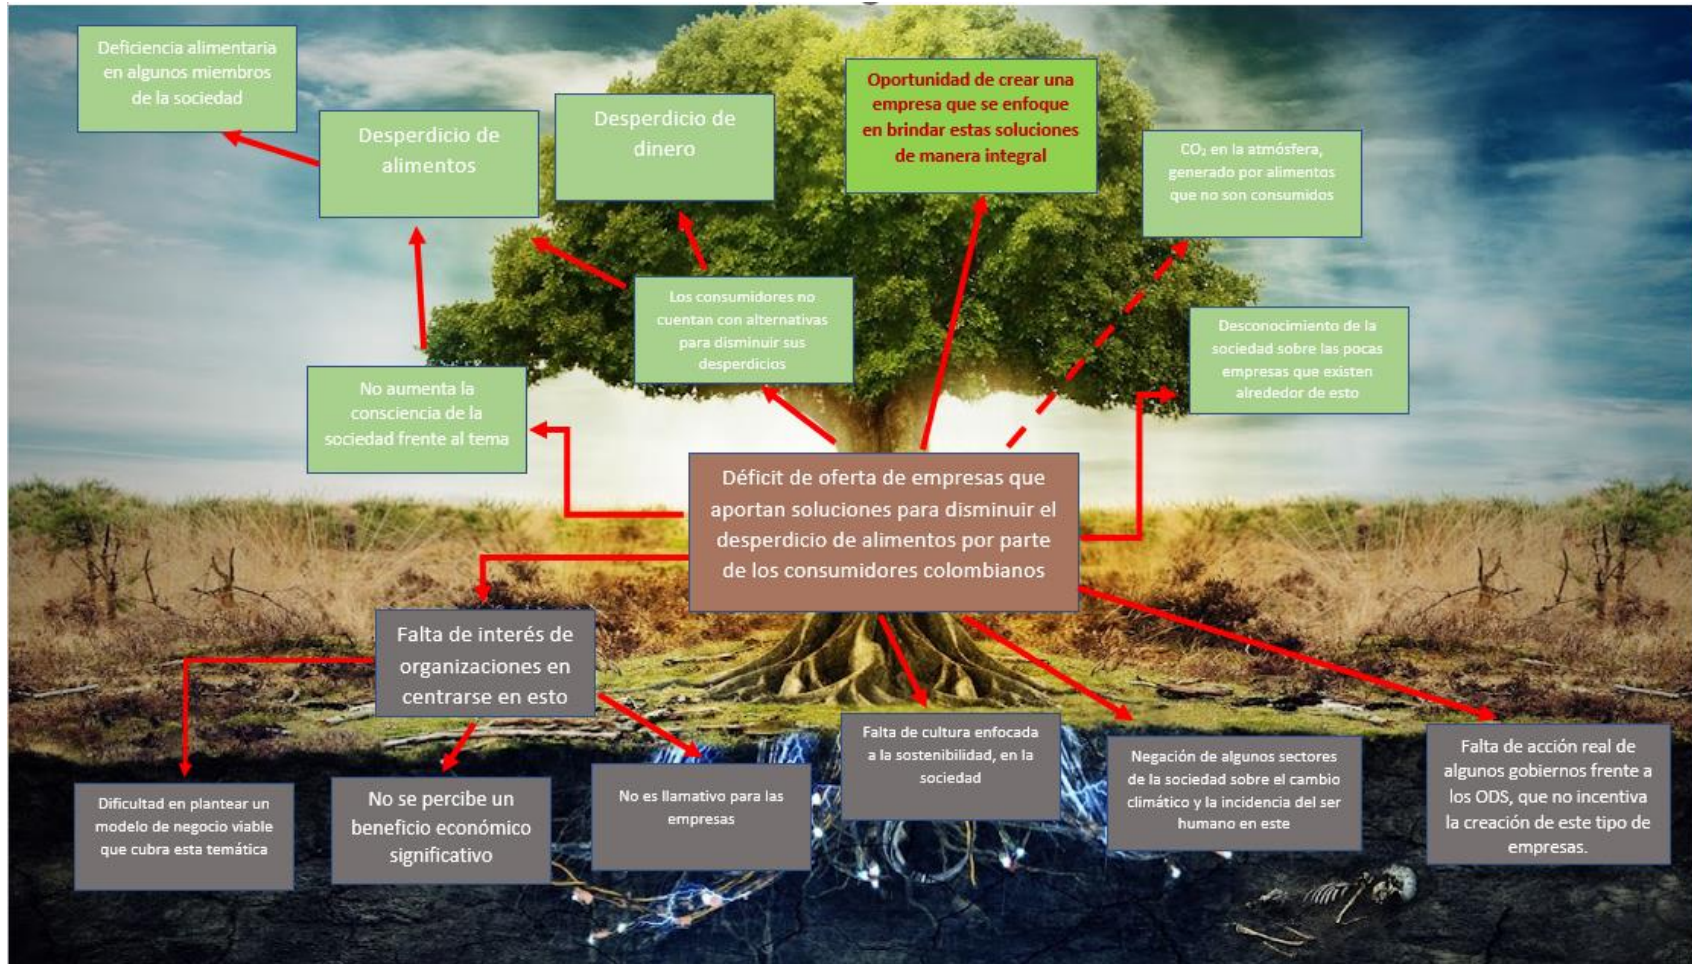 Deficiencia alimentaria
en algunos miembros
de la sociedad
Desperdicio de
alimentos
Desperdicio de
dinero
Oportunidad de crear una
empresa que se enfoque
en brindar estas soluciones
de manera integral
CO₂ en la atmósfera,
generado por alimentos
que no son consumidos
Los consumidores no
cuentan con alternativas
para disminuir sus
desperdicios
Desconocimiento de la
sociedad sobre las pocas
empresas que existen
alrededor de esto
No aumenta la
consciencia de la
sociedad frente al tema
Déficit de oferta de empresas que
aportan soluciones para disminuir el
desperdicio de alimentos por parte
de los consumidores colombianos
Falta de interés de
organizaciones en
centrarse en esto
Dificultad en plantear un
modelo de negocio viable
que cubra esta temática
No se percibe un
beneficio económico
significativo
No es llamativo para las
empresas
Falta de cultura enfocada
a la sostenibilidad, en la
sociedad
Negación de algunos sectores
de la sociedad sobre el cambio
climático y la incidencia del ser
humano en este
Falta de acción real de
algunos gobiernos frente a
los ODS, que no incentiva
la creación de este tipo de
empresas.